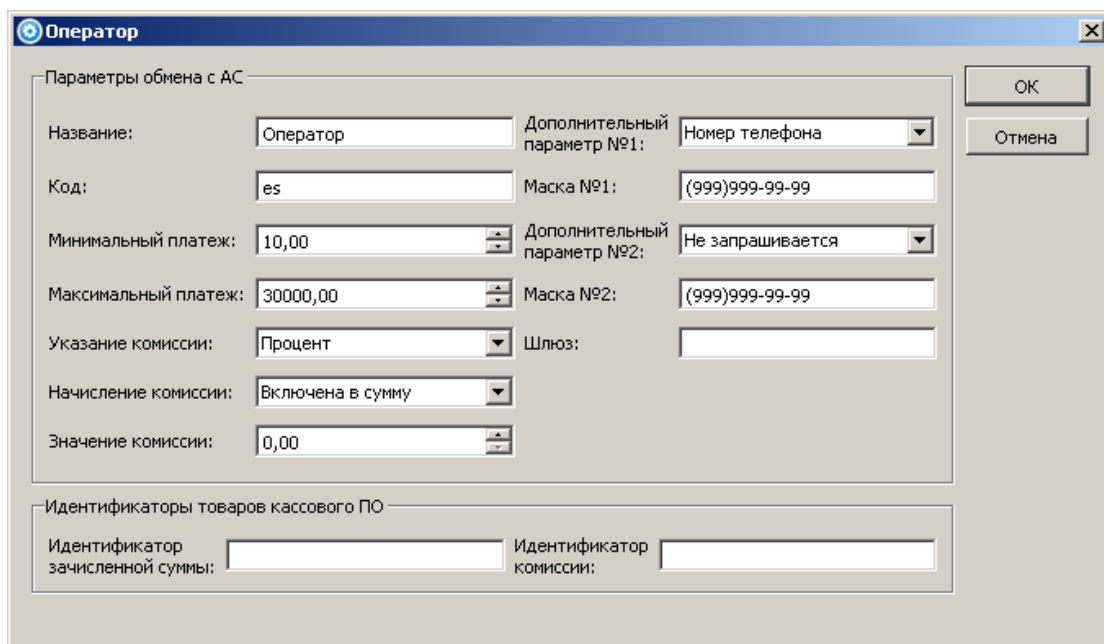 Оператор
Параметры обмена с АС
ОК
Отмена
Название:
Оператор
Дополнительный
параметр №1:
Номер телефона
Код:
es
Маска №1:
(999)999-99-99
Минимальный платеж:
10,00
Дополнительный
параметр №2:
Не запрашивается
Максимальный платеж:
30000,00
Маска №2:
(999)999-99-99
Указание комиссии:
Процент
Шлюз:
Начисление комиссии:
Включена в сумму
Значение комиссии:
0,00
Идентификаторы товаров кассового ПО
Идентификатор
зачисленной суммы:
Идентификатор
комиссии: